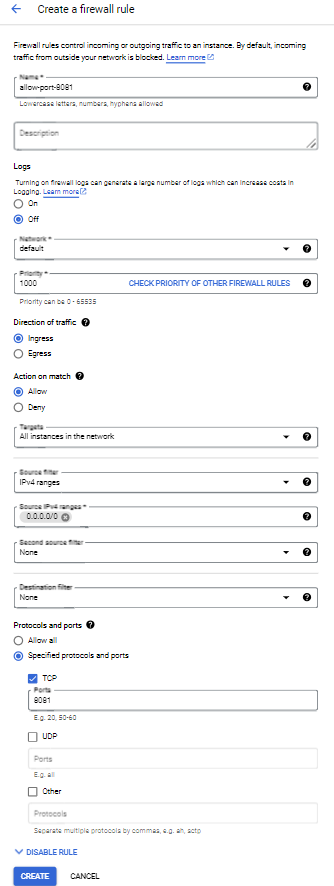 Create a firewall rule
Firewall rules control incoming or outgoing traffic to an instance. By default, incoming
traffic from outside your network is blocked. Learn more
Name *
allow-port-8081
Lowercase letters, numbers, hyphens allowed
Description
Logs
Turning on firewall logs can generate a large number of logs which can increase costs in
Logging. Learn more
On
Off
Network *
default
Priority *
1000
CHECK PRIORITY OF OTHER FIREWALL RULES
Priority can be 0 - 65535
Direction of traffic
Ingress
Egress
Action on match
Allow
Deny
Targets
All instances in the network
Source filter
IPv4 ranges
Source IPv4 ranges *
0.0.0.0/0
Second source filter
None
Destination filter
None
Protocols and ports
Allow all
Specified protocols and ports
TCP
Ports
8081
E.g. 20, 50-60
UDP
Ports
E.g. all
Other
Protocols
Separate multiple protocols by commas, e.g. ah, sctp
DISABLE RULE
CREATE
CANCEL